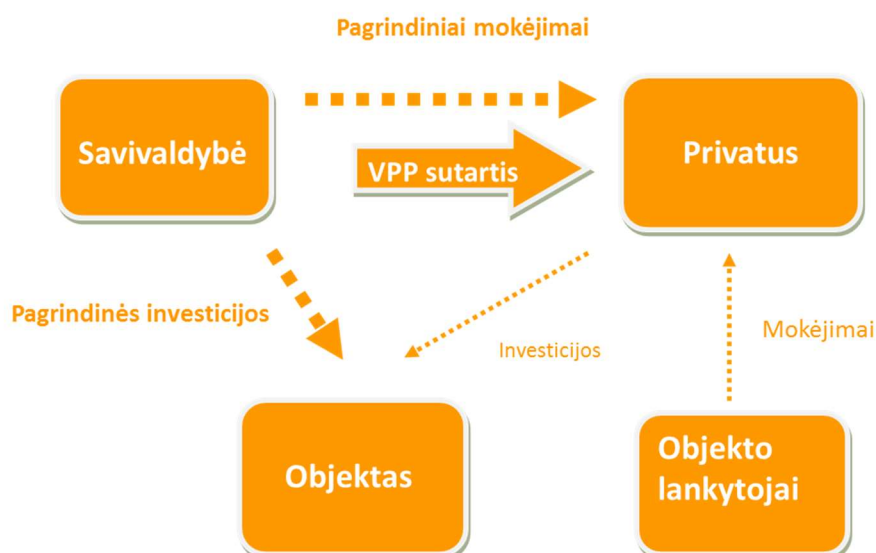 Pagrindiniai mokėjimai
Savivaldybė
VPP sutartis
Privatus
Pagrindinės investicijos
Investicijos
Mokėjimai
Objektas
Objekto
lankytojai